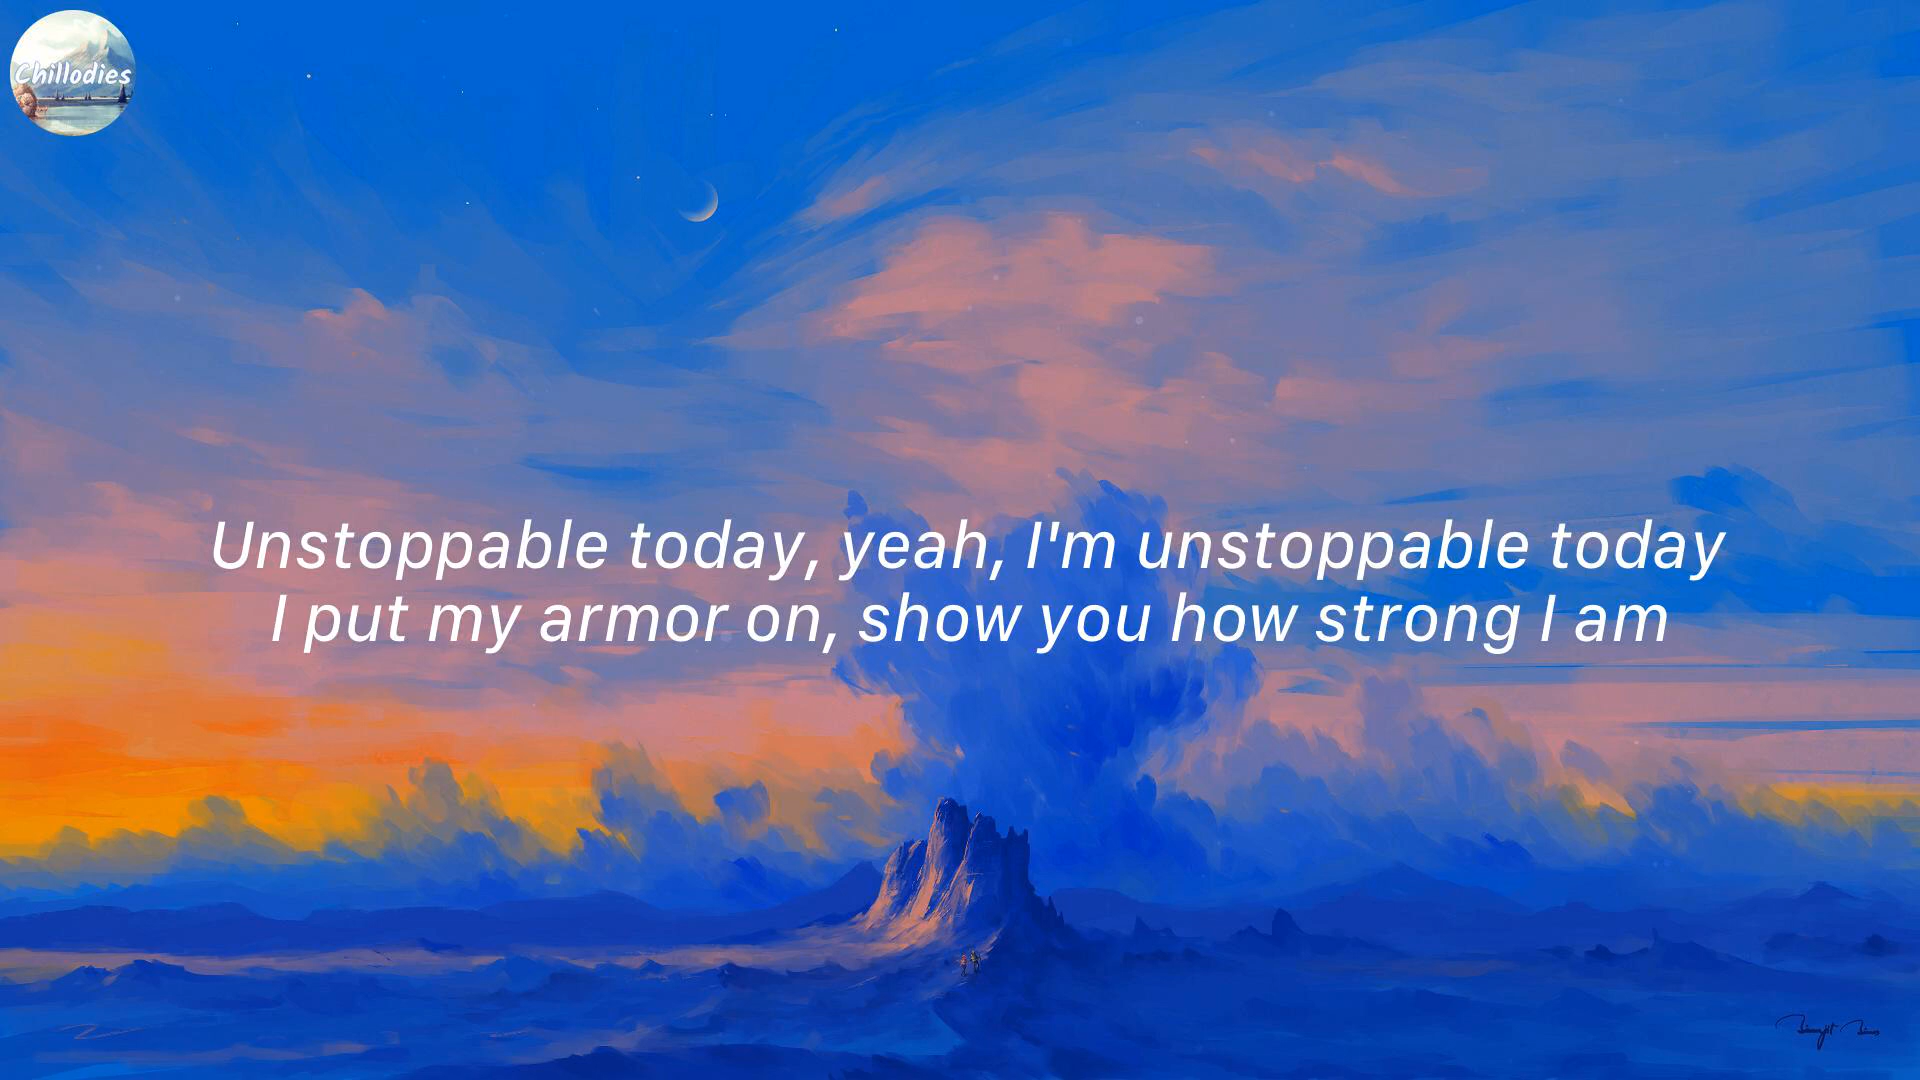 Chillodies
Unstoppable today, yeah, I'm unstoppable today
I put my armor on, show you how strong I am